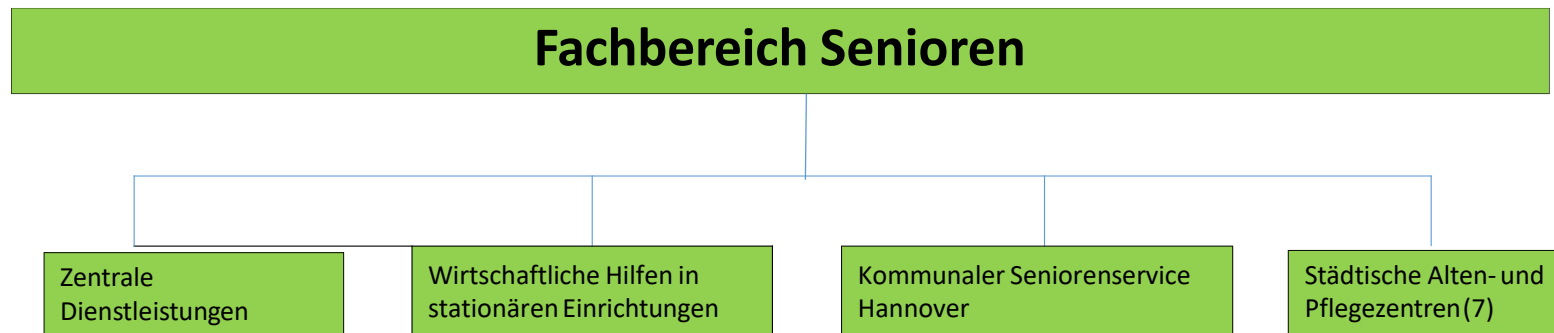 Fachbereich Senioren
Zentrale
Dienstleistungen
Wirtschaftliche Hilfen in
stationären Einrichtungen
Kommunaler Seniorenservice
Hannover
Städtische Alten- und
Pflegezentren (7)